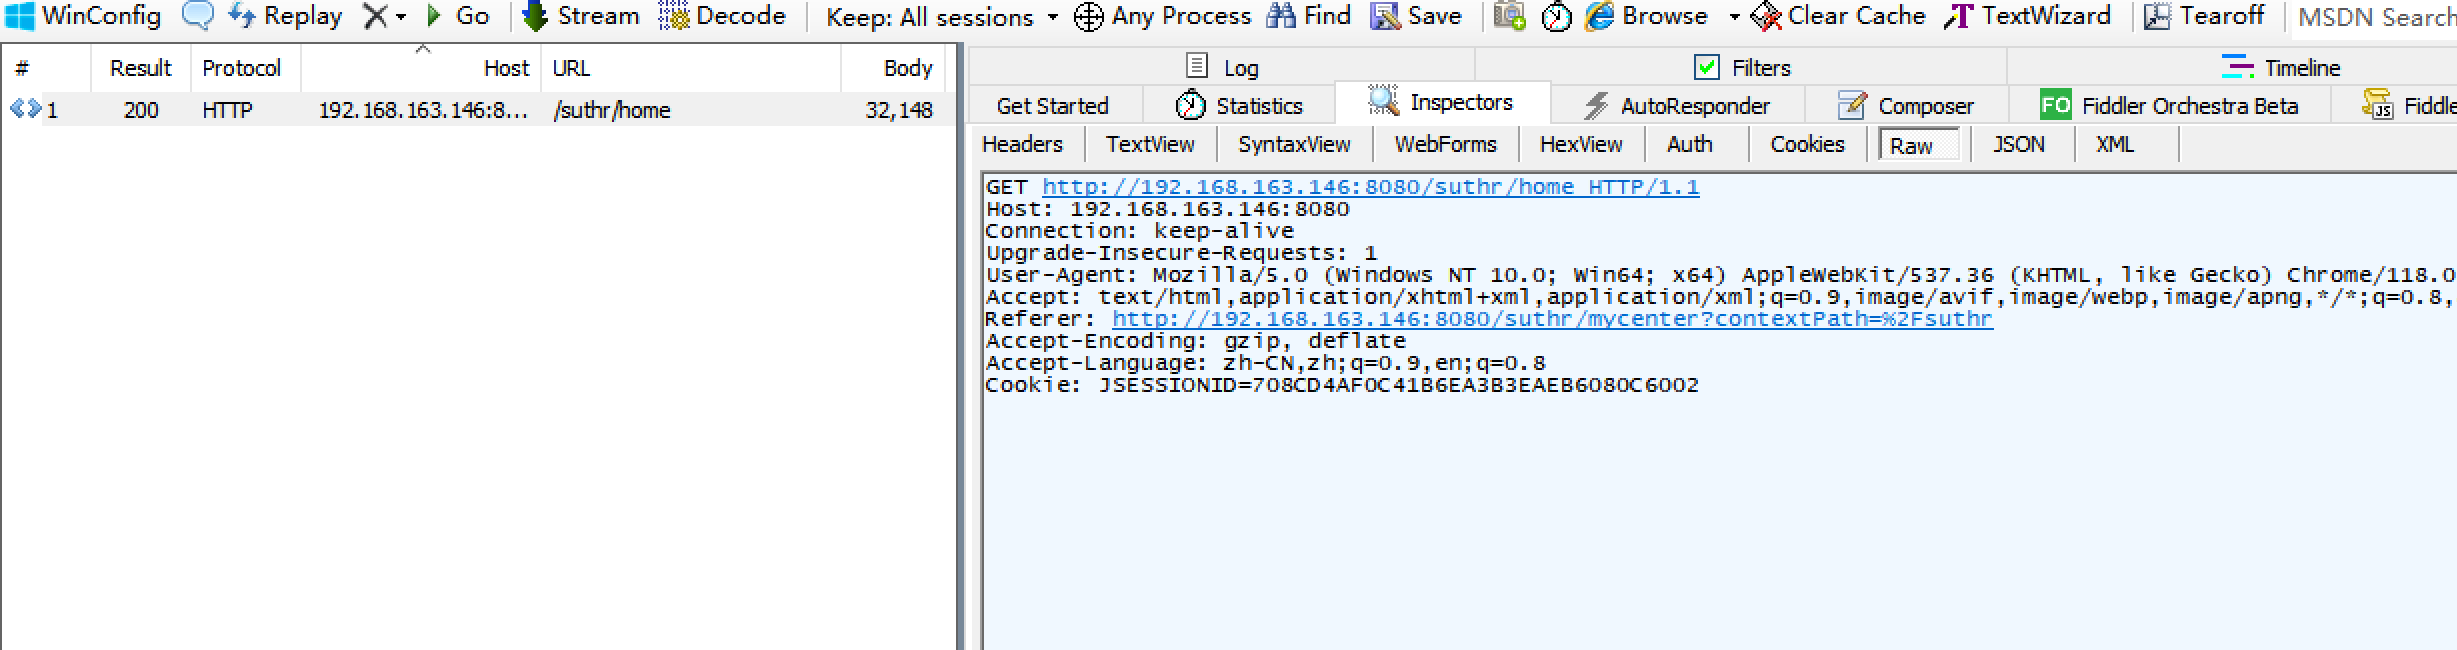 WinConfig Replay Go Stream Decode Keep: All sessions Any Process Find Save Browse Clear Cache TextWizard Tearoff MSDN Search
# Result Protocol Host URL Body
1 200 HTTP 192.168.163.146:8... /suthr/home 32,148
Log Filters Timeline
Get Started Statistics Inspectors AutoResponder Composer FO Fiddler Orchestra Beta JS Fiddle
Headers TextView SyntaxView WebForms HexView Auth Cookies Raw JSON XML
GET http://192.168.163.146:8080/suthr/home HTTP/1.1
Host: 192.168.163.146:8080
Connection: keep-alive
Upgrade-Insecure-Requests: 1
User-Agent: Mozilla/5.0 (Windows NT 10.0; Win64; x64) AppleWebKit/537.36 (KHTML, like Gecko) Chrome/118.0
Accept: text/html,application/xhtml+xml,application/xml;q=0.9,image/avif,image/webp,image/apng,*/*;q=0.8,
Referer: http://192.168.163.146:8080/suthr/mycenter?contextPath=%2Fsuthr
Accept-Encoding: gzip, deflate
Accept-Language: zh-CN,zh;q=0.9,en;q=0.8
Cookie: JSESSIONID=708CD4AF0C41B6EA3B3EAEB6080C6002